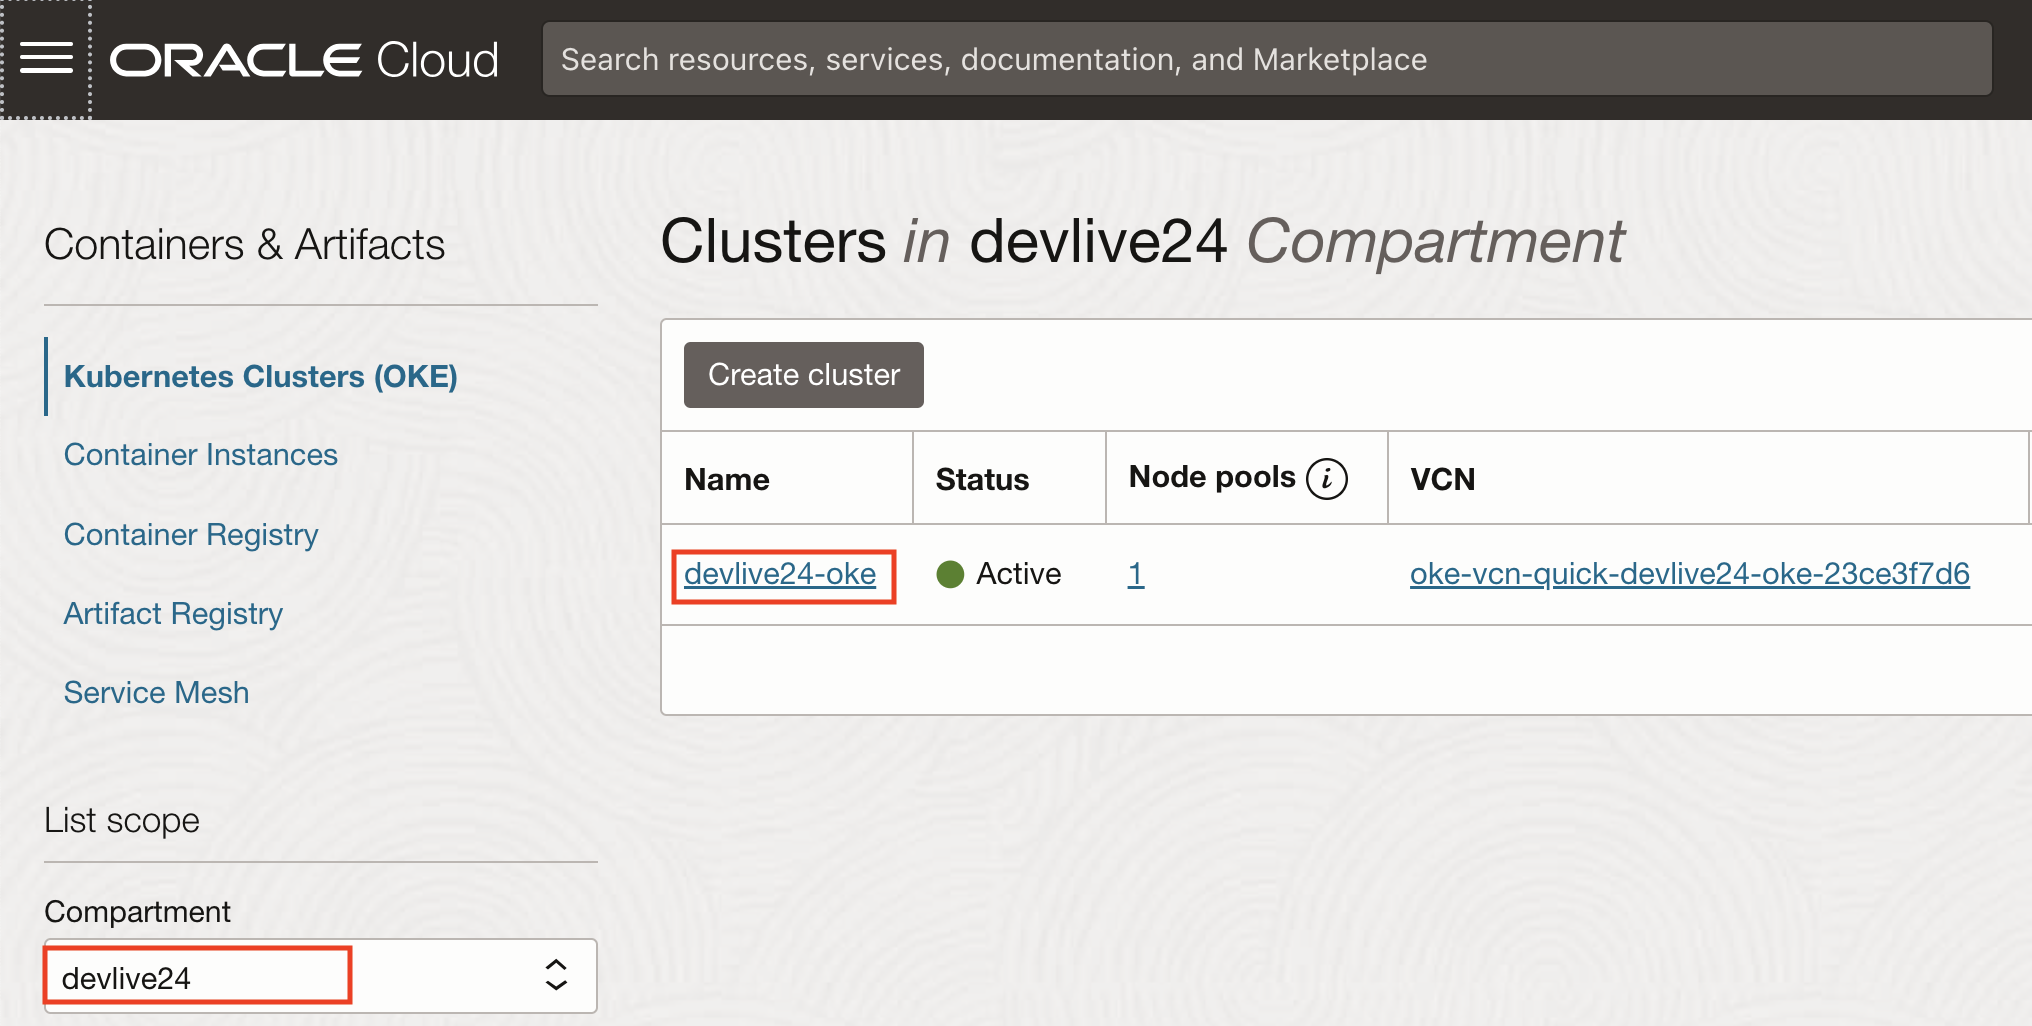 ORACLE Cloud
Search resources, services, documentation, and Marketplace
Containers & Artifacts
Kubernetes Clusters (OKE)
Container Instances
Container Registry
Artifact Registry
Service Mesh
List scope
Compartment
devlive24
Clusters in devlive24 Compartment
Create cluster
Name Status Node pools i VCN
devlive24-oke Active 1 oke-vcn-quick-devlive24-oke-23ce3f7d6